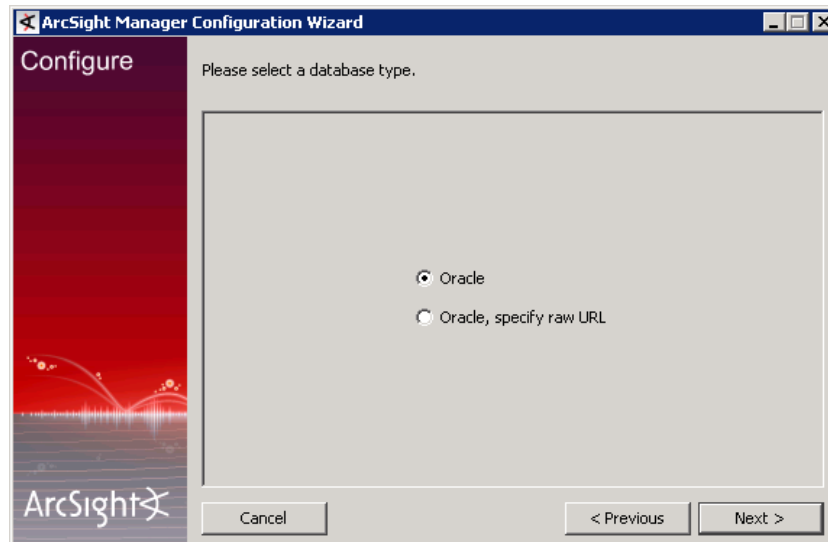 ArcSight Manager Configuration Wizard
Configure
Please select a database type.
Oracle
Oracle, specify raw URL
ArcSight
Cancel
< Previous
Next >